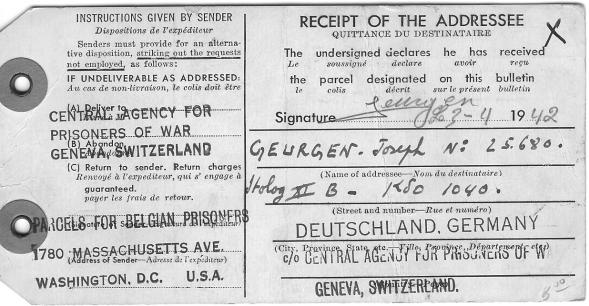 INSTRUCTIONS GIVEN BY SENDER
Dispositions de l'expéditeur
Senders must provide for an alterna-
tive disposition, striking out the requests
not employed, as follows:
IF UNDELIVERABLE AS ADDRESSED:
Au cas de non-livraison, le colis doit être
(A) Deliver to
CENTRAL AGENCY FOR
PRISONERS OF WAR
(B) Abandon
GENEVA SWITZERLAND
(C) Return to sender. Return charges
Renvoyé à l'expediteur, qui s'engage à
guaranteed.
payer les frais de retour.
PARCELS FOR BELGIAN PRISONERS
1780 MASSACHUSETTS AVE.
(Address of Sender—Adresse de l'expéditeur)
WASHINGTON, D.C. U.S.A.
RECEIPT OF THE ADDRESSEE
QUITTANCE DU DESTINATAIRE
X
The undersigned declares he has received
Le soussigné déclare avoir reçu
the parcel designated on this bulletin
le colis décrit sur le présent bulletin
Signature Geurgen 23-4 1942
GEURGEN. Joseph N: 25.680.
(Name of addressee—Nom du destinataire)
XI B - KDO 1040.
(Street and number—Rue et numéro)
DEUTSCHLAND, GERMANY
(City, Province, State, etc.—Ville, Province, Département, etc.)
c/o CENTRAL AGENCY FOR PRISONERS OF W
GENEVA, SWITZERLAND.